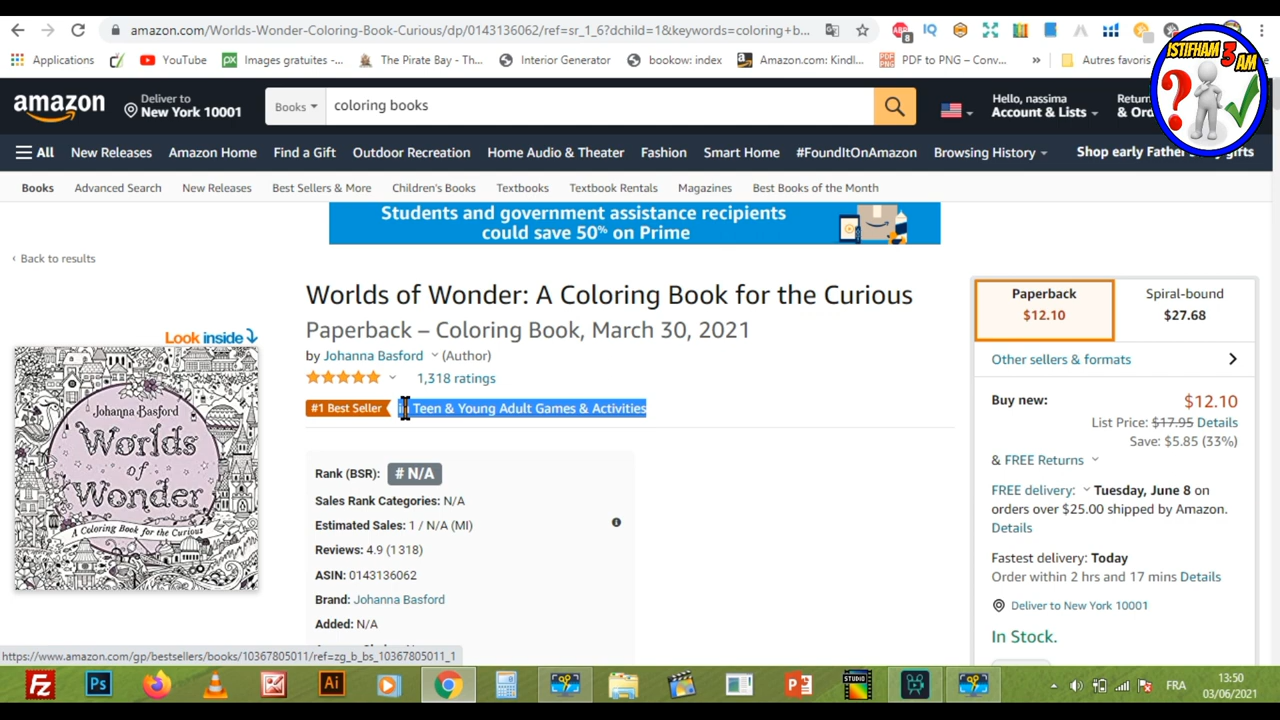 amazon.com/Worlds-Wonder-Coloring-Book-Curious/dp/0143136062/ref=sr_1_6?dchild=1&keywords=coloring+b...
8
Applications
YouTube
Images gratuites -...
The Pirate Bay - Th...
Interior Generator
bookow: index
Amazon.com: Kindl...
PDF to PNG – Conv...
»
Autres favoris
ISTIFHAM 3 AM
amazon
Deliver to
New York 10001
Books
coloring books
Hello, nassima
Account & Lists
Retur
& Or
All
New Releases
Amazon Home
Find a Gift
Outdoor Recreation
Home Audio & Theater
Fashion
Smart Home
#FoundItOnAmazon
Browsing History
Shop early Father gifts
Books
Advanced Search
New Releases
Best Sellers & More
Children's Books
Textbooks
Textbook Rentals
Magazines
Best Books of the Month
Students and government assistance recipients
could save 50% on Prime
‹ Back to results
Look inside
Johanna Basford
Worlds
of
Wonder
A Coloring Book for the Curious
Worlds of Wonder: A Coloring Book for the Curious
Paperback – Coloring Book, March 30, 2021
by Johanna Basford (Author)
1,318 ratings
#1 Best Seller
Teen & Young Adult Games & Activities
Rank (BSR): # N/A
Sales Rank Categories: N/A
Estimated Sales: 1 / N/A (MI)
Reviews: 4.9 (1318)
ASIN: 0143136062
Brand: Johanna Basford
Added: N/A
Paperback
$12.10
Spiral-bound
$27.68
Other sellers & formats
Buy new: $12.10
List Price: $17.95 Details
Save: $5.85 (33%)
& FREE Returns
FREE delivery: Tuesday, June 8 on
orders over $25.00 shipped by Amazon.
Details
Fastest delivery: Today
Order within 2 hrs and 17 mins Details
Deliver to New York 10001
In Stock.
https://www.amazon.com/gp/bestsellers/books/10367805011/ref=zg_b_bs_10367805011_1
Fz
Ps
Ai
STUDIO
FRA
13:50
03/06/2021